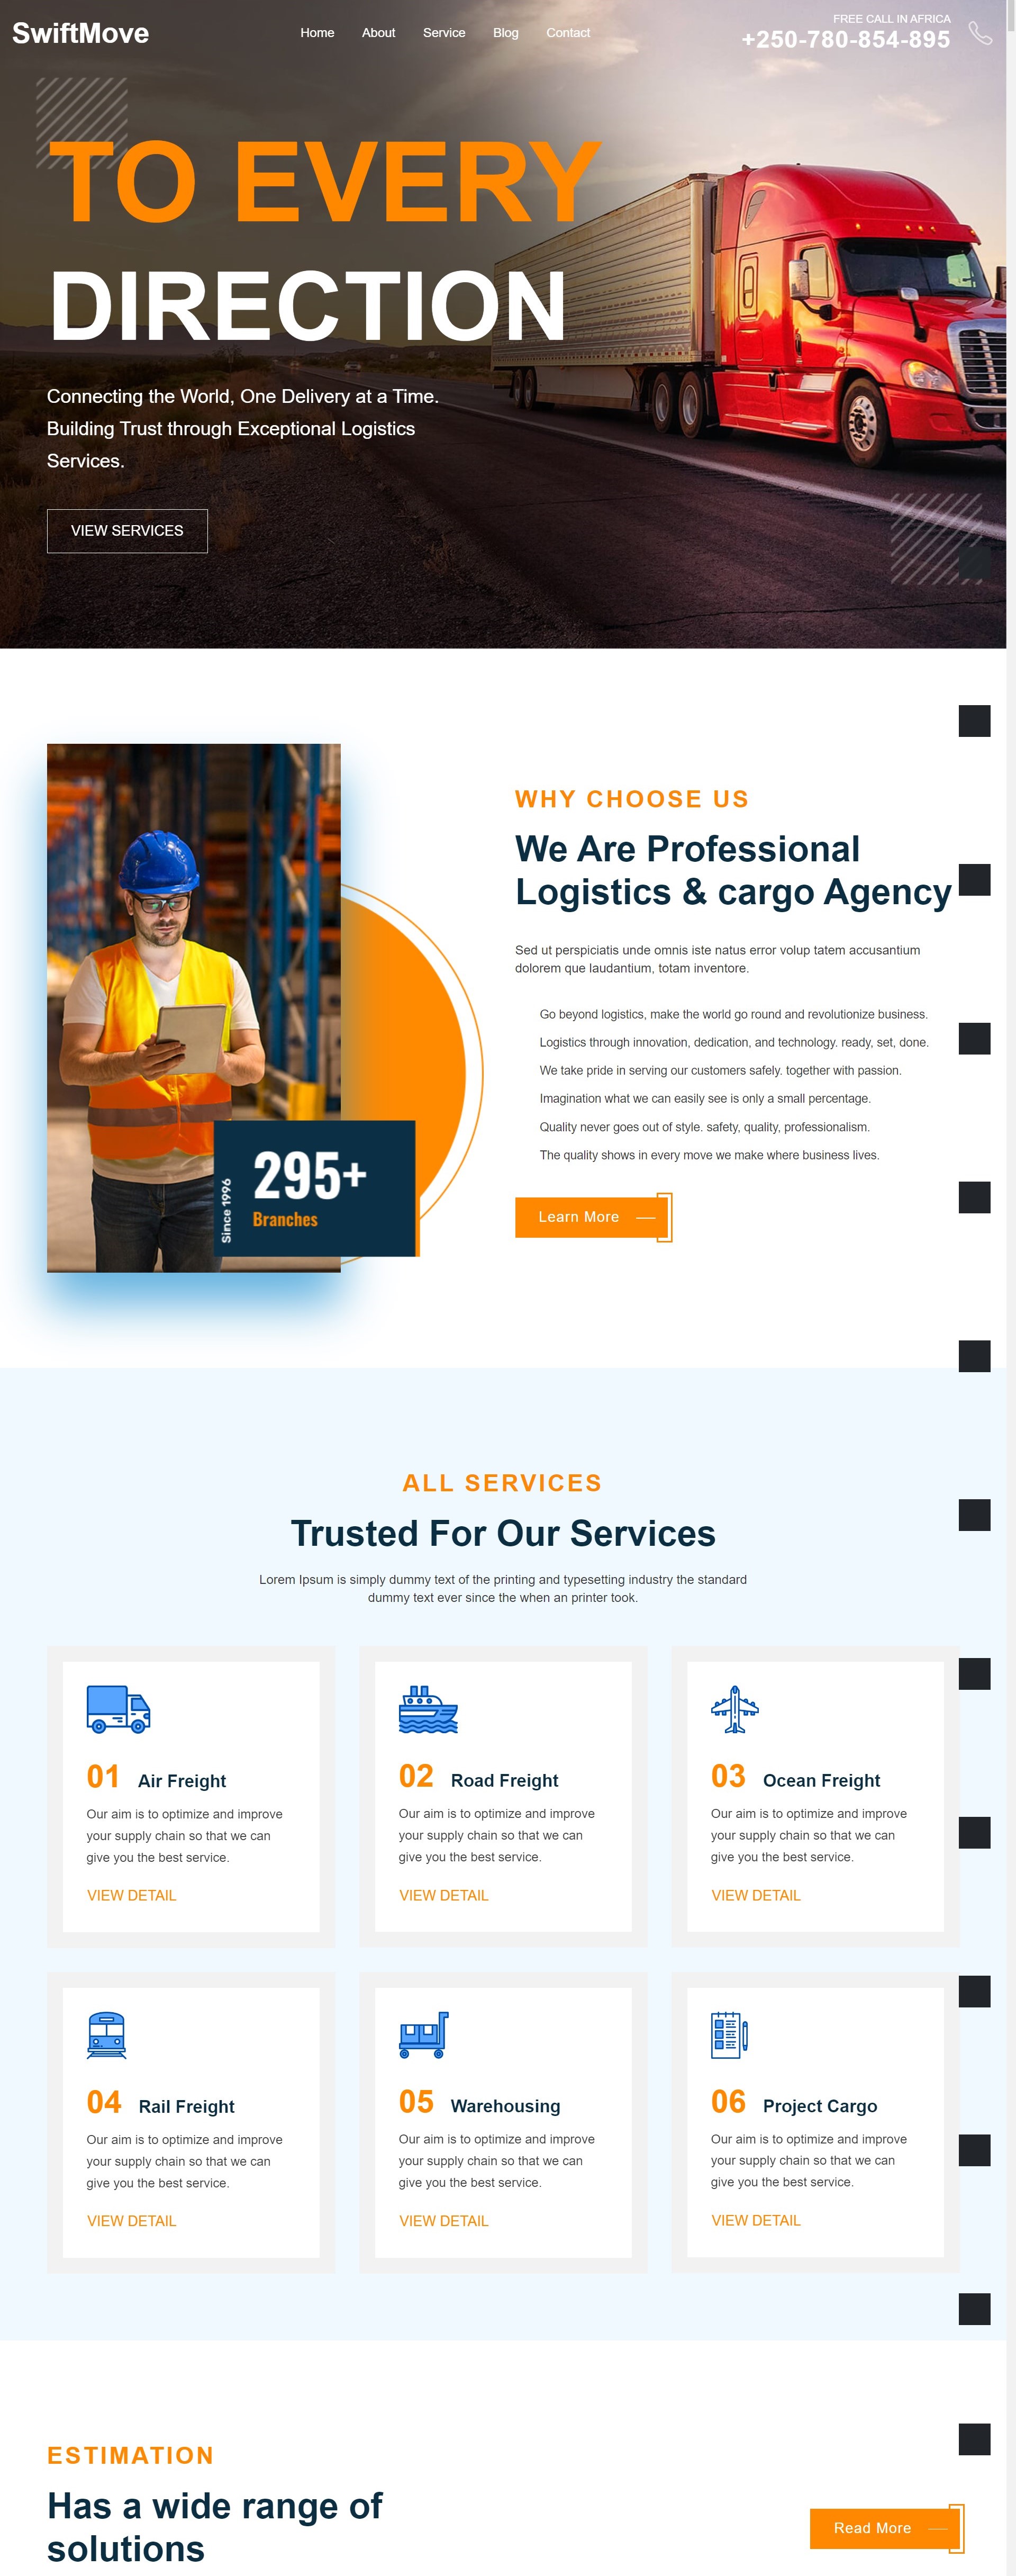 SwiftMove
Home About Service Blog Contact
FREE CALL IN AFRICA
+250-780-854-895
TO EVERY
DIRECTION
Connecting the World, One Delivery at a Time.
Building Trust through Exceptional Logistics
Services.
VIEW SERVICES
WHY CHOOSE US
We Are Professional
Logistics & cargo Agency
Sed ut perspiciatis unde omnis iste natus error volup tatem accusantium
dolorem que laudantium, totam inventore.
Go beyond logistics, make the world go round and revolutionize business.
Logistics through innovation, dedication, and technology. ready, set, done.
We take pride in serving our customers safely. together with passion.
Imagination what we can easily see is only a small percentage.
Quality never goes out of style. safety, quality, professionalism.
The quality shows in every move we make where business lives.
Learn More
Since 1996
295+
Branches
ALL SERVICES
Trusted For Our Services
Lorem Ipsum is simply dummy text of the printing and typesetting industry the standard
dummy text ever since the when an printer took.
01 Air Freight
Our aim is to optimize and improve
your supply chain so that we can
give you the best service.
VIEW DETAIL
02 Road Freight
Our aim is to optimize and improve
your supply chain so that we can
give you the best service.
VIEW DETAIL
03 Ocean Freight
Our aim is to optimize and improve
your supply chain so that we can
give you the best service.
VIEW DETAIL
04 Rail Freight
Our aim is to optimize and improve
your supply chain so that we can
give you the best service.
VIEW DETAIL
05 Warehousing
Our aim is to optimize and improve
your supply chain so that we can
give you the best service.
VIEW DETAIL
06 Project Cargo
Our aim is to optimize and improve
your supply chain so that we can
give you the best service.
VIEW DETAIL
ESTIMATION
Has a wide range of
solutions
Read More